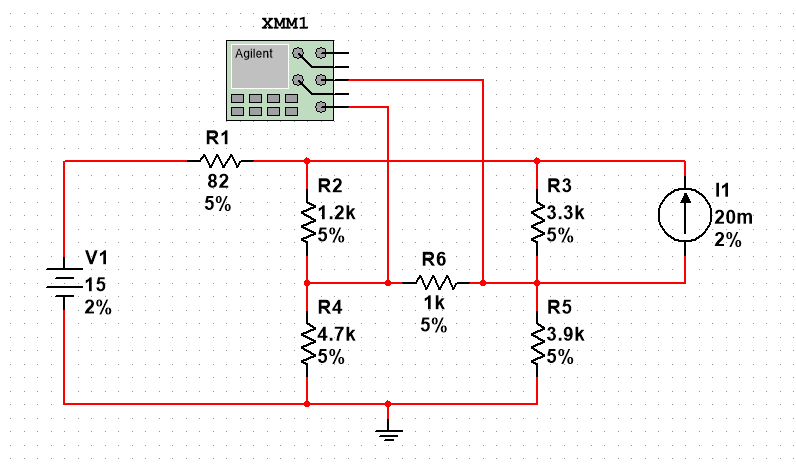 XMM1
Agilent
R1
82
5%
R2
1.2k
5%
R3
3.3k
5%
I1
20m
2%
V1
15
2%
R6
1k
5%
R4
4.7k
5%
R5
3.9k
5%